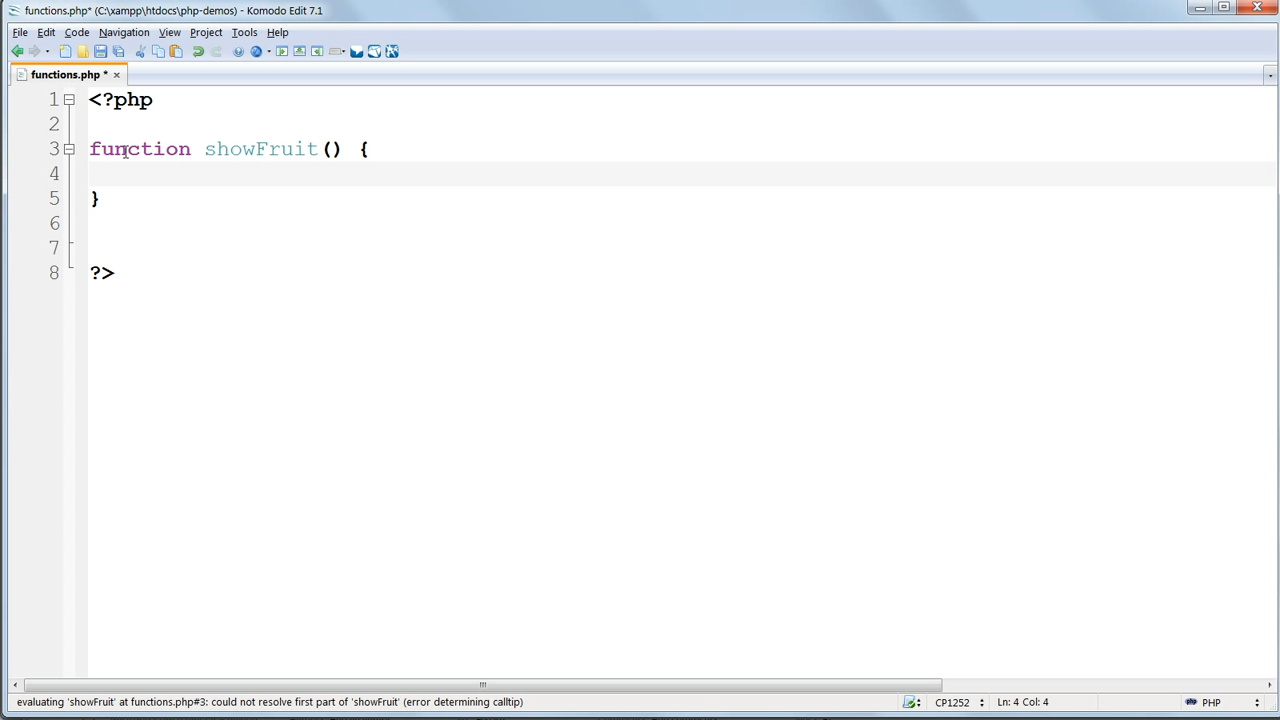 functions.php* (C:\xampp\htdocs\php-demos) - Komodo Edit 7.1
File Edit Code Navigation View Project Tools Help
functions.php *
1 <?php
2
3 function showFruit() {
4
5 }
6
7
8 ?>
evaluating 'showFruit' at functions.php#3: could not resolve first part of 'showFruit' (error determining calltip) CP1252 Ln: 4 Col: 4 PHP